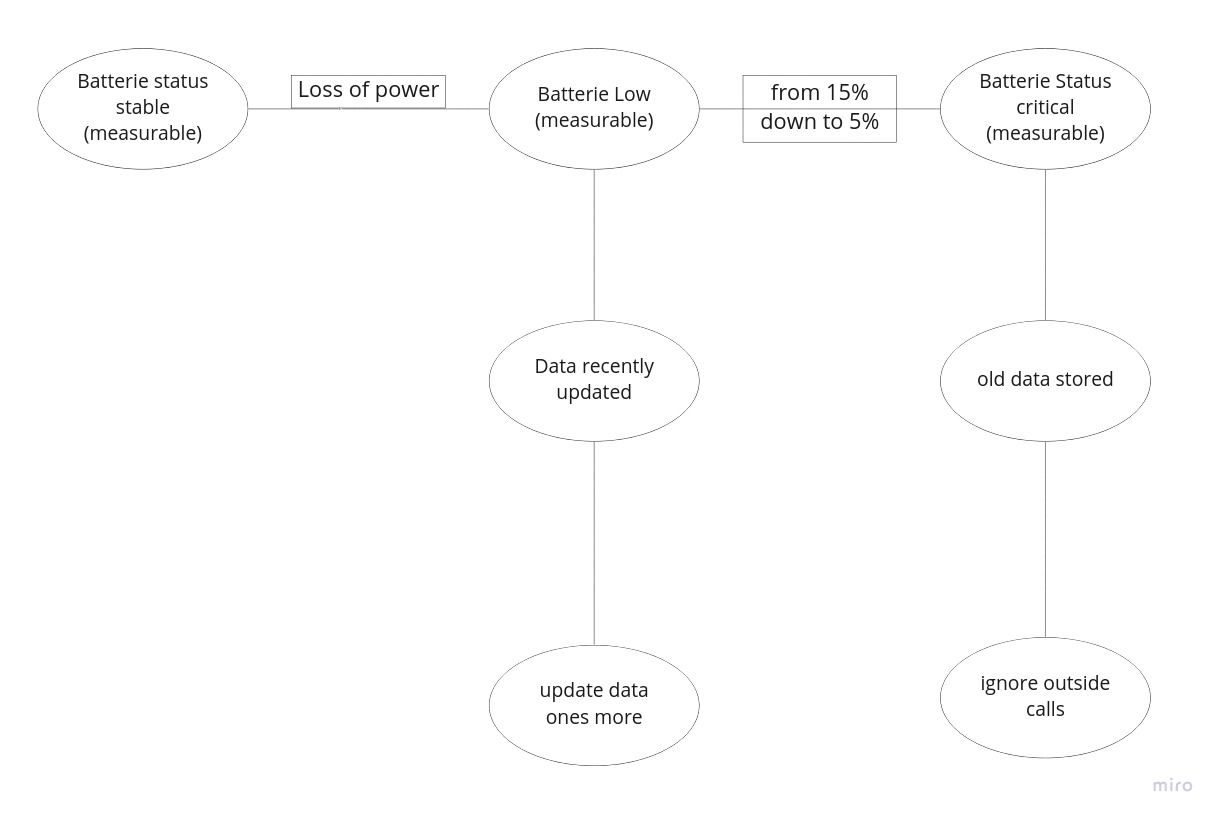 Batterie status
stable
(measurable)
Loss of power
Batterie Low
(measurable)
from 15%
down to 5%
Batterie Status
critical
(measurable)
Data recently
updated
old data stored
update data
ones more
ignore outside
calls
miro